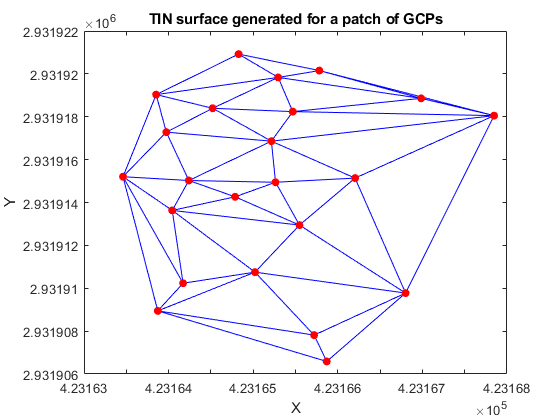 TIN surface generated for a patch of GCPs
×10^6
2.931922
2.93192
2.931918
2.931916
2.931914
2.931912
2.93191
2.931908
2.931906
Y
4.23163 4.23164 4.23165 4.23166 4.23167 4.23168
X
×10^5